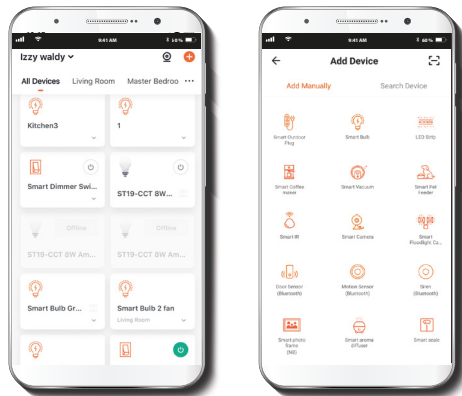 9:41 AM
60%
Izzy waldy
All Devices Living Room Master Bedroo ...
Kitchen3
1
Smart Dimmer Swi...
ST19-CCT 8W...
Offline
Offline
ST19-CCT 8W Am...
ST19-CCT 8W Am...
Smart Bulb Gr...
Smart Bulb 2 fan
Living Room
9:41 AM
60%
Add Device
Add Manually
Search Device
Smart Outdoor
Plug
Smart Bulb
LED Strip
Smart Coffee
maker
Smart Vacuum
Smart Pet
Feeder
Smart IR
Smart Camera
Smart
Floodlight Ca...
Door Sensor
(Bluetooth)
Motion Sensor
(Bluetooth)
Siren
(Bluetooth)
Smart photo
frame
(NB)
Smart aroma
diffuser
Smart scale